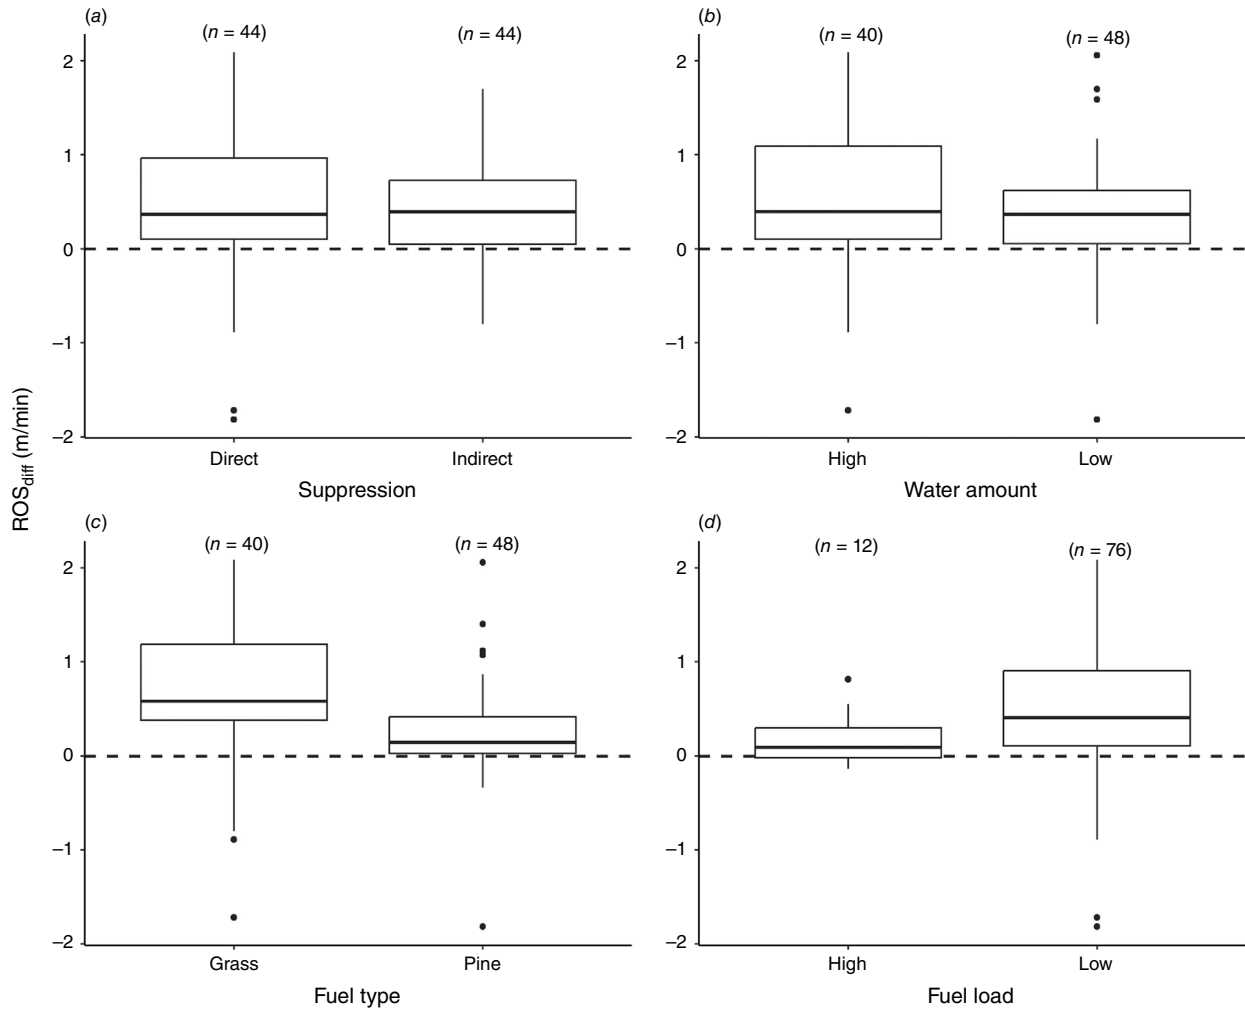 (a)
(n = 44)
(n = 44)
2
1
0
–1
–2
Direct
Indirect
Suppression
(b)
(n = 40)
(n = 48)
2
1
0
–1
–2
High
Low
Water amount
ROSdiff (m/min)
(c)
(n = 40)
(n = 48)
2
1
0
–1
–2
Grass
Pine
Fuel type
(d)
(n = 12)
(n = 76)
2
1
0
–1
–2
High
Low
Fuel load